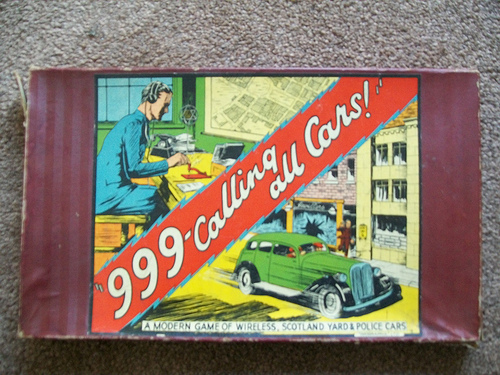 "999-Calling
all Cars!"
A MODERN GAME OF WIRELESS, SCOTLAND YARD & POLICE CARS